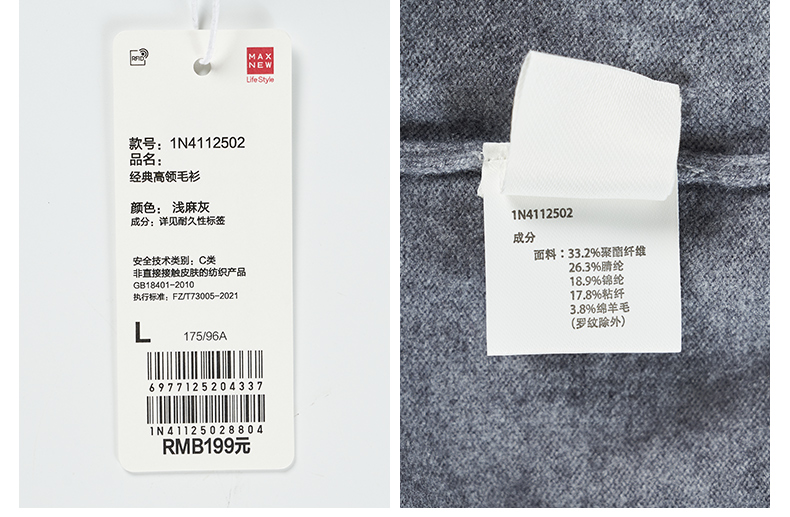 RFID
MAX
NEW
Life·Style
款号：1N4112502
品名：
经典高领毛衫
颜色：浅麻灰
成分：详见耐久性标签
安全技术类别：C类
非直接接触皮肤的纺织产品
GB18401-2010
执行标准：FZ/T73005-2021
L 175/96A
6977125204337
1N41125028804
RMB199元
1N4112502
成分
面料：33.2%聚酯纤维
26.3%腈纶
18.9%锦纶
17.8%粘纤
3.8%绵羊毛
（罗纹除外）